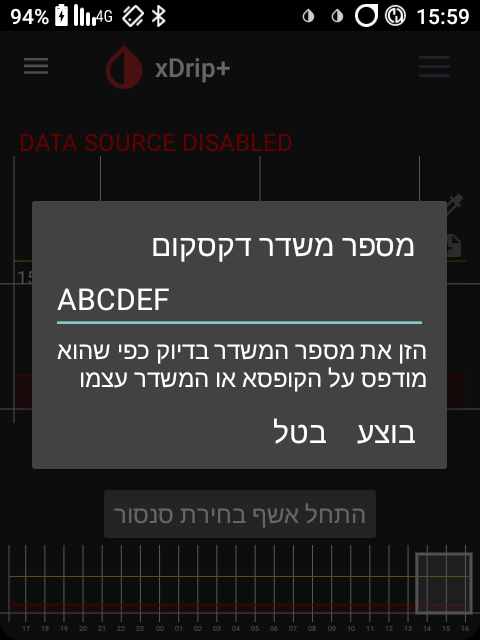 94% 4G 15:59
xDrip+
DATA SOURCE DISABLED
מספר משדר דקסקום
15
ABCDEF
הזן את מספר המשדר בדיוק כפי שהוא
מודפס על הקופסא או המשדר עצמו
בוצע בטל
התחל אשף בחירת סנסור
17 18 19 20 21 22 23 00 01 02 03 04 05 06 07 08 09 10 11 12 13 14 15 16